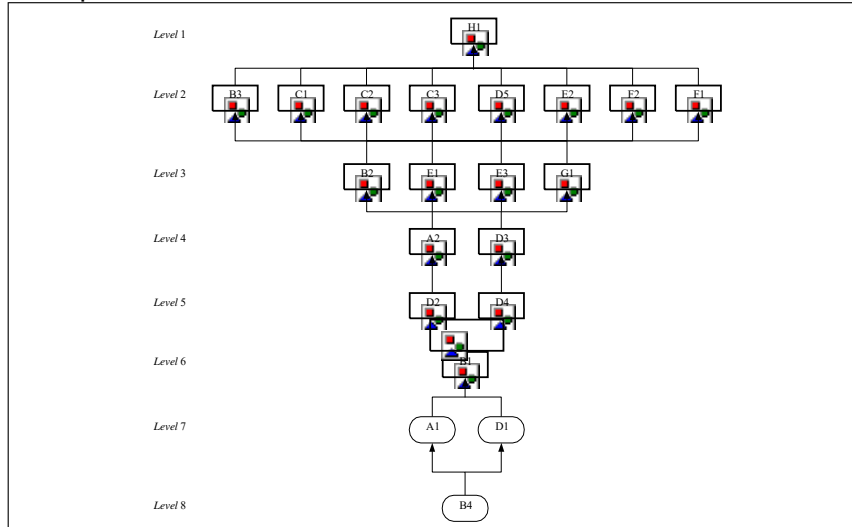 Level 1
H1
Level 2
B3 C1 C2 C3 D5 E2 F2 F1
Level 3
B2 E1 E3 G1
Level 4
A2 D3
Level 5
D2 D4
Level 6
B1
Level 7
A1 D1
Level 8
B4